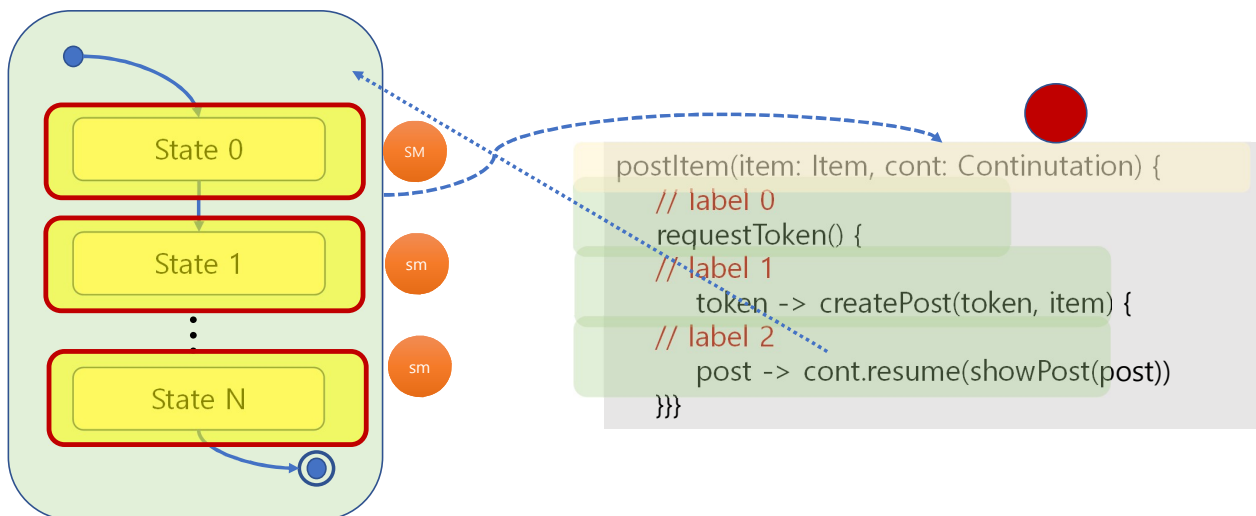 State 0
SM
State 1
sm
State N
sm
postItem(item: Item, cont: Continutation) {
// label 0
requestToken() {
// label 1
token -> createPost(token, item) {
// label 2
post -> cont.resume(showPost(post))
}}}